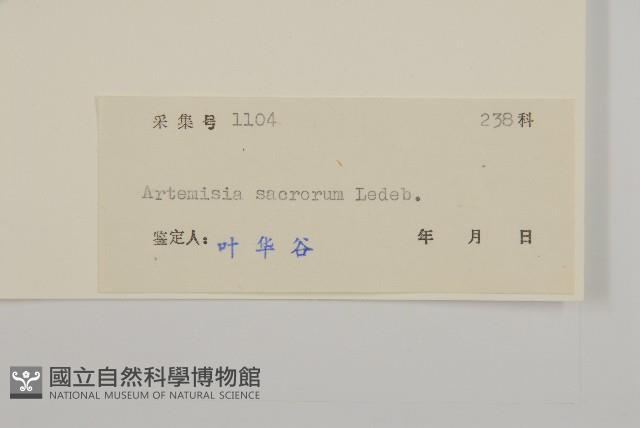 采集号 1104 238科
Artemisia sacrorum Ledeb.
鉴定人: 叶华谷 年 月 日
國立自然科學博物館
NATIONAL MUSEUM OF NATURAL SCIENCE